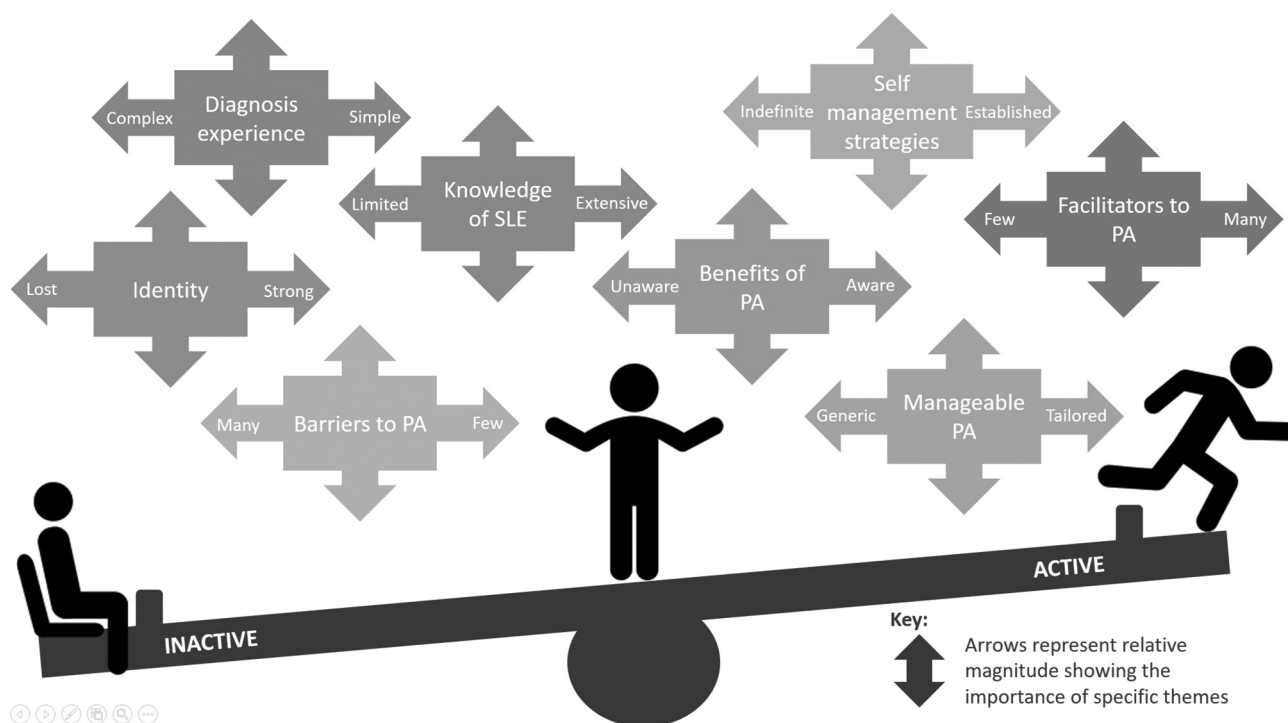 Diagnosis
experience
Complex
Simple
Self
management
strategies
Indefinite
Established
Knowledge
of SLE
Limited
Extensive
Facilitators to
PA
Few
Many
Identity
Lost
Strong
Benefits of
PA
Unaware
Aware
Barriers to PA
Many
Few
Manageable
PA
Generic
Tailored
INACTIVE
ACTIVE
Key:
Arrows represent relative
magnitude showing the
importance of specific themes